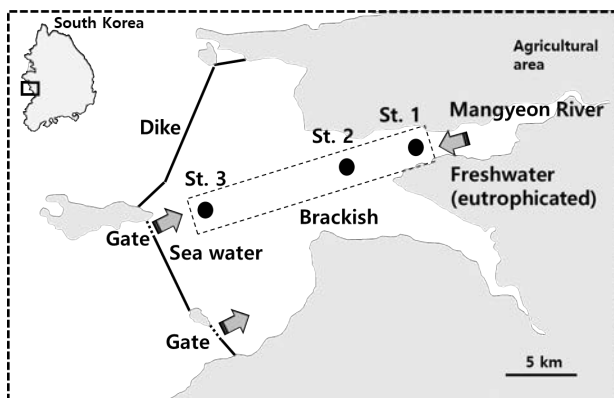 South Korea
Agricultural
area
Dike
St. 1
Mangyeon River
St. 2
St. 3
Freshwater
(eutrophicated)
Brackish
Gate
Sea water
Gate
5 km